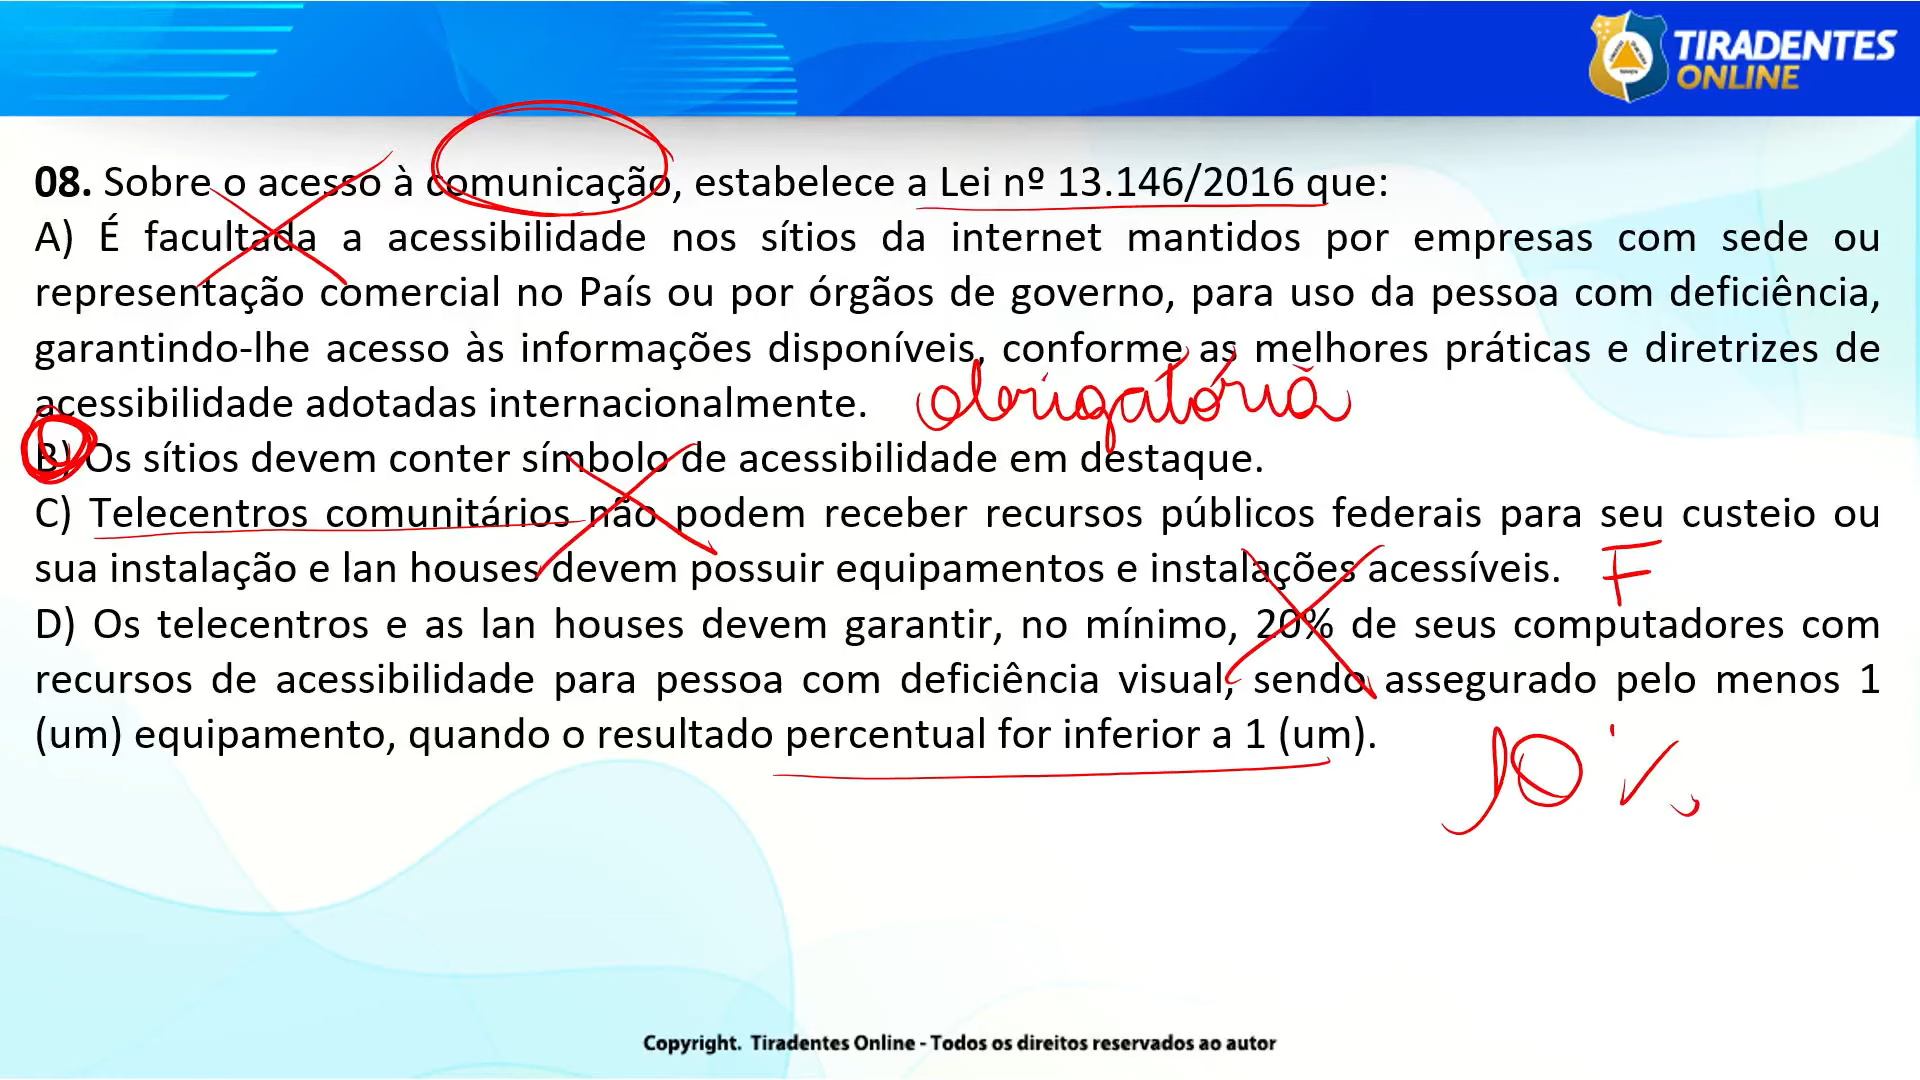 TIRADENTES
ONLINE
08. Sobre o acesso à comunicação, estabelece a Lei nº 13.146/2016 que:
A) É facultada a acessibilidade nos sítios da internet mantidos por empresas com sede ou
representação comercial no País ou por órgãos de governo, para uso da pessoa com deficiência,
garantindo-lhe acesso às informações disponíveis, conforme as melhores práticas e diretrizes de
acessibilidade adotadas internacionalmente.
obrigatória
B) Os sítios devem conter símbolo de acessibilidade em destaque.
C) Telecentros comunitários não podem receber recursos públicos federais para seu custeio ou
sua instalação e lan houses devem possuir equipamentos e instalações acessíveis. F
D) Os telecentros e as lan houses devem garantir, no mínimo, 20% de seus computadores com
recursos de acessibilidade para pessoa com deficiência visual, sendo assegurado pelo menos 1
(um) equipamento, quando o resultado percentual for inferior a 1 (um).
10%
Copyright. Tiradentes Online - Todos os direitos reservados ao autor